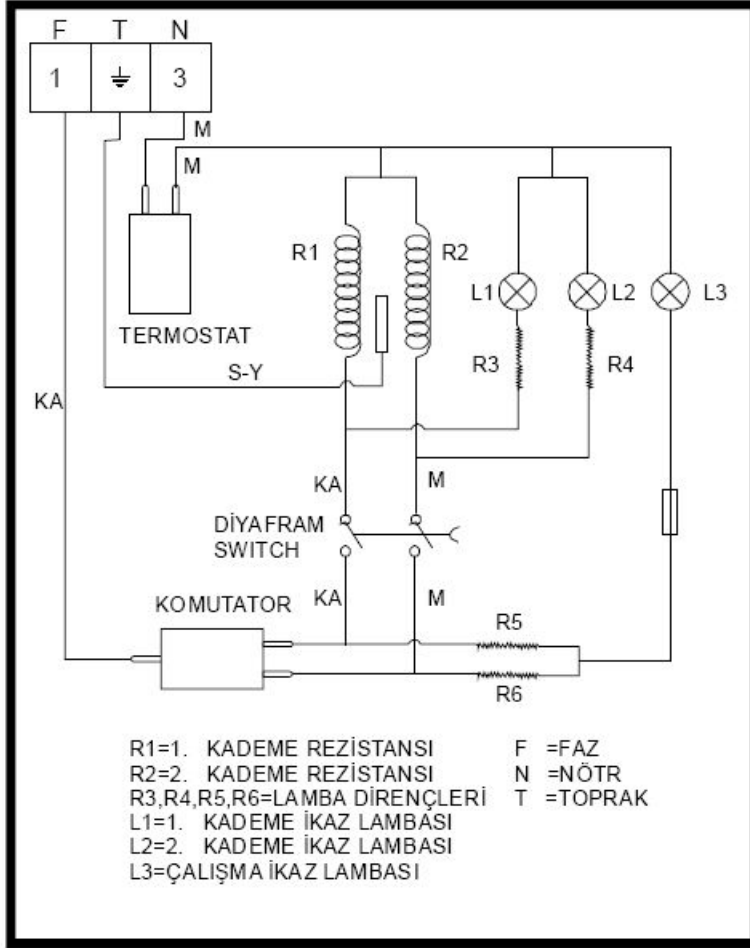 F T N
1 3
M
M
R1 R2
L1 L2 L3
TERMOSTAT
R3 R4
S-Y
KA
KA M
DİYAFRAM
SWITCH
KA M
KOMUTATOR
R5
R6
R1=1. KADEME REZİSTANSI F =FAZ
R2=2. KADEME REZİSTANSI N =NÖTR
R3,R4,R5,R6=LAMBA DİRENÇLERİ T =TOPRAK
L1=1. KADEME İKAZ LAMBASI
L2=2. KADEME İKAZ LAMBASI
L3=ÇALIŞMA İKAZ LAMBASI